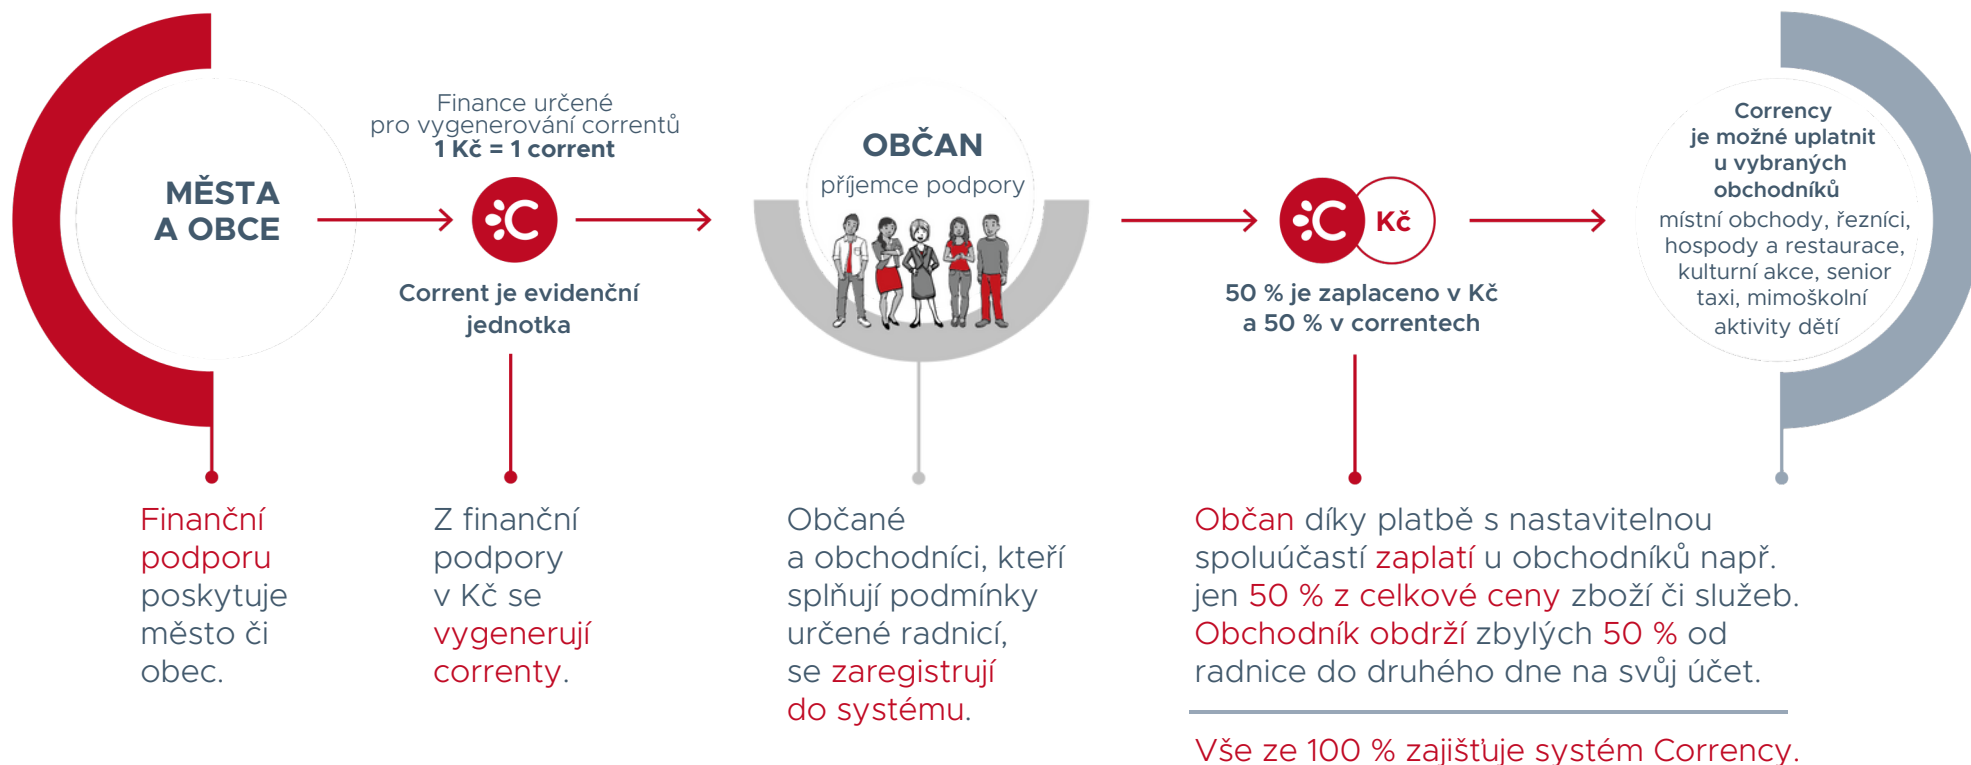 MĚSTA
A OBCE
Finance určené
pro vygenerování correntů
1 Kč = 1 corrent
C
Corrent je evidenční
jednotka
OBČAN
příjemce podpory
C Kč
50 % je zaplaceno v Kč
a 50 % v correntech
Corrency
je možné uplatnit
u vybraných
obchodníků
místní obchody, řezníci,
hospody a restaurace,
kulturní akce, senior
taxi, mimoškolní
aktivity dětí
Finanční
podporu
poskytuje
město či
obec.
Z finanční
podpory
v Kč se
vygenerují
correnty.
Občané
a obchodníci, kteří
splňují podmínky
určené radnicí,
se zaregistrují
do systému.
Občan díky platbě s nastavitelnou
spoluúčastí zaplatí u obchodníků např.
jen 50 % z celkové ceny zboží či služeb.
Obchodník obdrží zbylých 50 % od
radnice do druhého dne na svůj účet.
Vše ze 100 % zajišťuje systém Corrency.